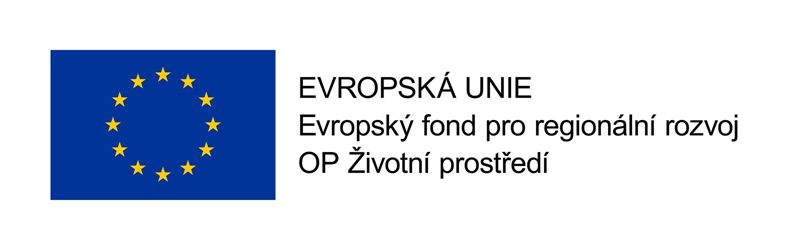 EVROPSKÁ UNIE
Evropský fond pro regionální rozvoj
OP Životní prostředí